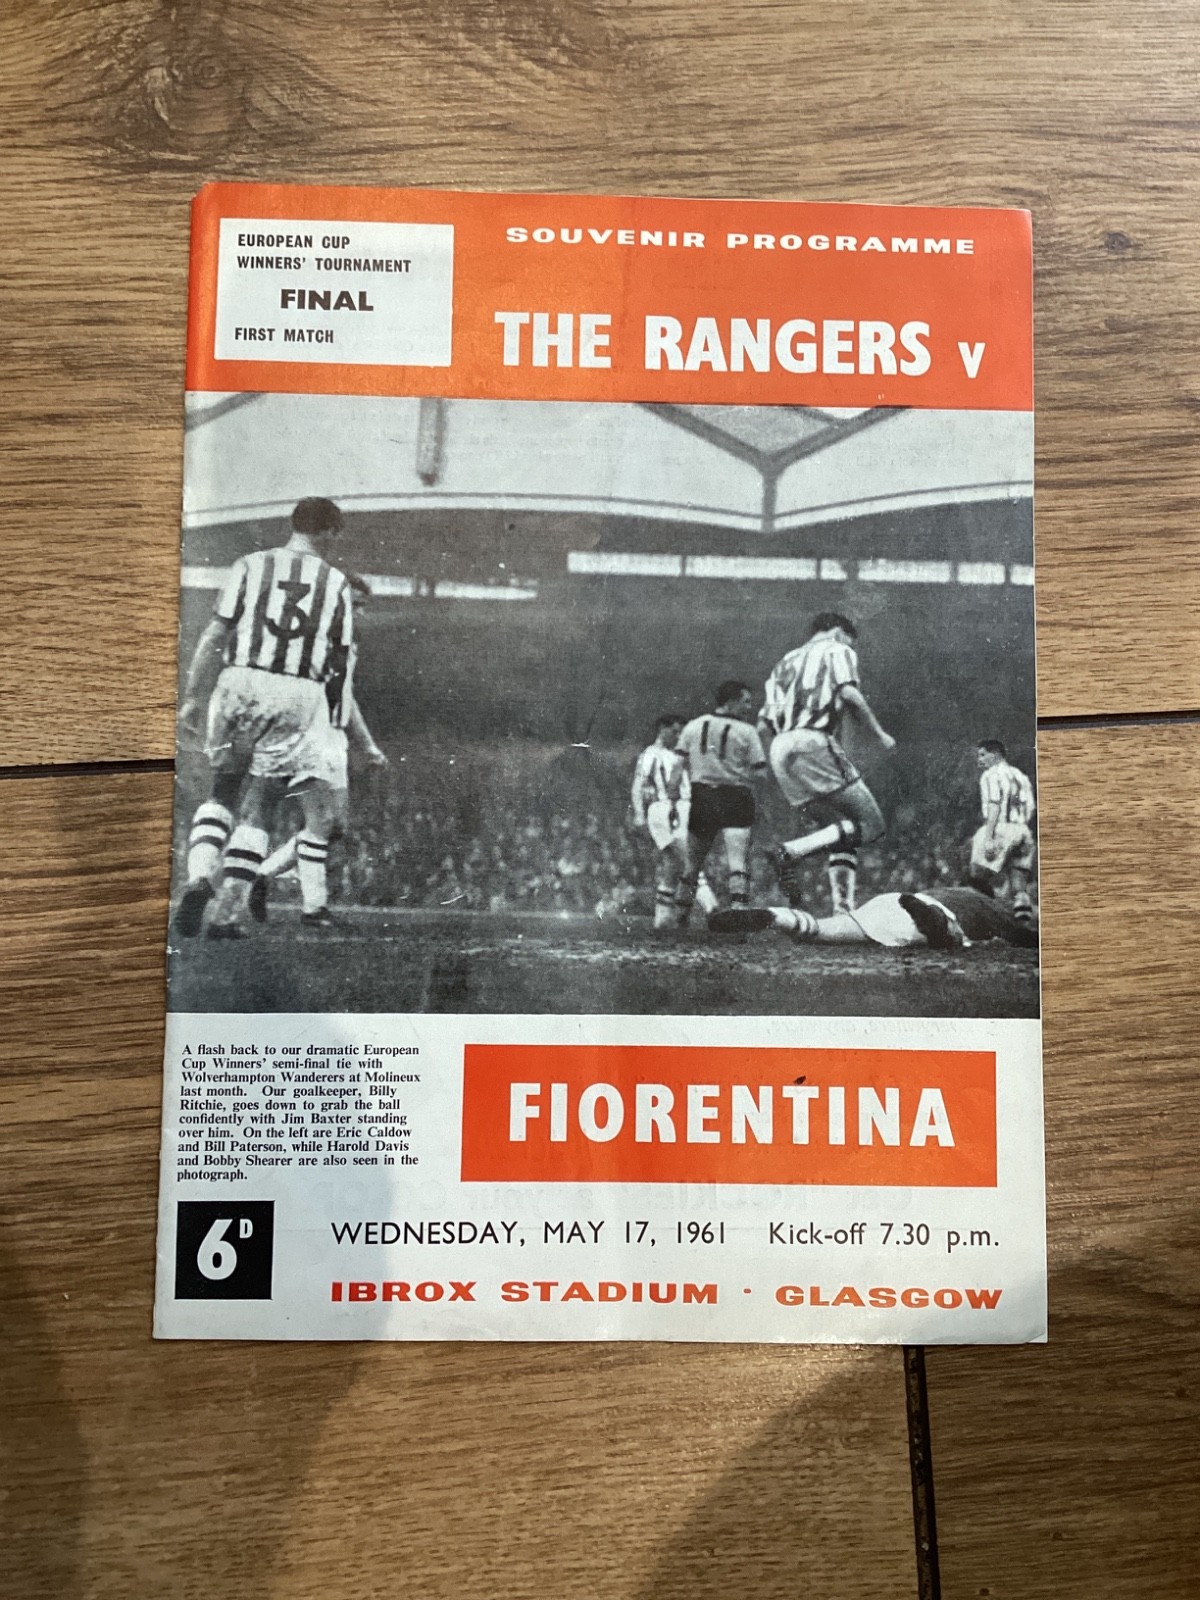 EUROPEAN CUP
WINNERS' TOURNAMENT
FINAL
FIRST MATCH
SOUVENIR PROGRAMME
THE RANGERS v
3
11
A flash back to our dramatic European
Cup Winners' semi-final tie with
Wolverhampton Wanderers at Molineux
last month. Our goalkeeper, Billy
Ritchie, goes down to grab the ball
confidently with Jim Baxter standing
over him. On the left are Eric Caldow
and Bill Paterson, while Harold Davis
and Bobby Shearer are also seen in the
photograph.
FIORENTINA
6D
WEDNESDAY, MAY 17, 1961 Kick-off 7.30 p.m.
IBROX STADIUM · GLASGOW